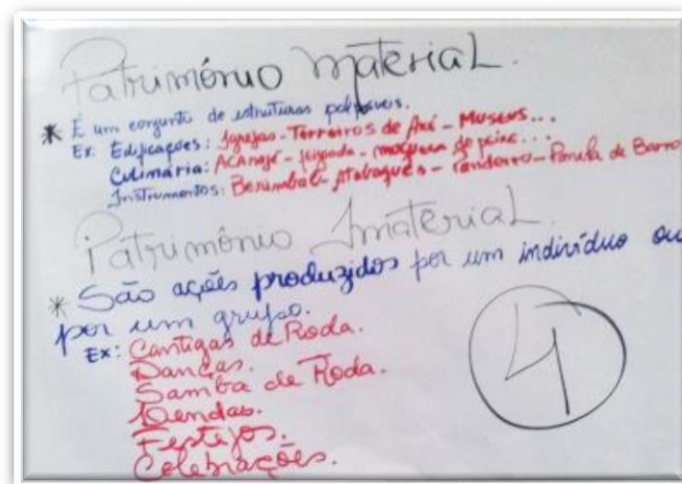 Patrimônio material.
* É um conjunto de estruturas palpáveis.
Ex: Edificações: Igrejas - Terreiros de Axé - Museus...
Culinária: Acarajé - feijoada - moqueca de peixe...
Instrumentos: Berimbau - Atabaques - Pandeiro - Panela de Barro
Patrimônio Imaterial.
* São ações produzidos por um indivíduo ou
por um grupo.
Ex: Cantigas de Roda.
Danças.
Samba de Roda.
Lendas.
Festejos.
Celebrações.
4